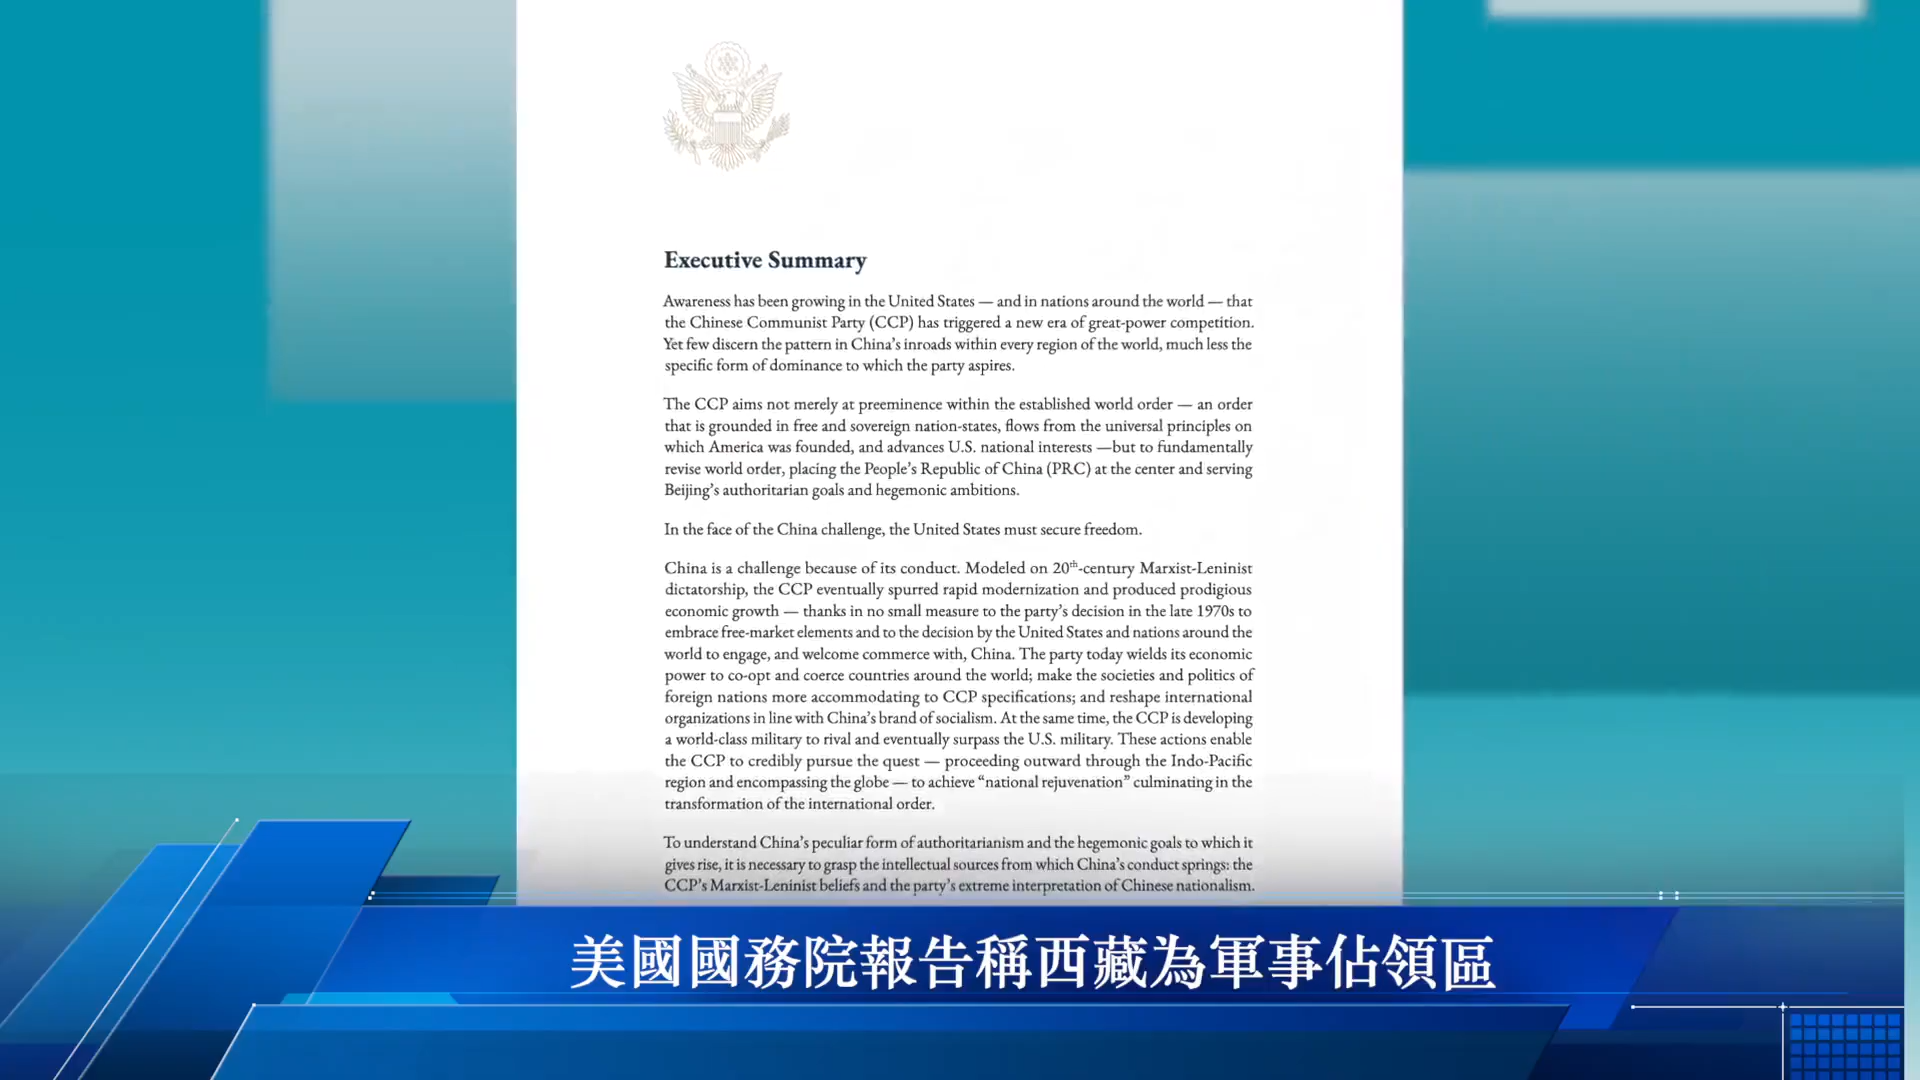 Executive Summary
Awareness has been growing in the United States — and in nations around the world — that
the Chinese Communist Party (CCP) has triggered a new era of great-power competition.
Yet few discern the pattern in China’s inroads within every region of the world, much less the
specific form of dominance to which the party aspires.
The CCP aims not merely at preeminence within the established world order — an order
that is grounded in free and sovereign nation-states, flows from the universal principles on
which America was founded, and advances U.S. national interests —but to fundamentally
revise world order, placing the People’s Republic of China (PRC) at the center and serving
Beijing’s authoritarian goals and hegemonic ambitions.
In the face of the China challenge, the United States must secure freedom.
China is a challenge because of its conduct. Modeled on 20th-century Marxist-Leninist
dictatorship, the CCP eventually spurred rapid modernization and produced prodigious
economic growth — thanks in no small measure to the party’s decision in the late 1970s to
embrace free-market elements and to the decision by the United States and nations around the
world to engage, and welcome commerce with, China. The party today wields its economic
power to co-opt and coerce countries around the world; make the societies and politics of
foreign nations more accommodating to CCP specifications; and reshape international
organizations in line with China’s brand of socialism. At the same time, the CCP is developing
a world-class military to rival and eventually surpass the U.S. military. These actions enable
the CCP to credibly pursue the quest — proceeding outward through the Indo-Pacific
region and encompassing the globe — to achieve “national rejuvenation” culminating in the
transformation of the international order.
To understand China’s peculiar form of authoritarianism and the hegemonic goals to which it
gives rise, it is necessary to grasp the intellectual sources from which China’s conduct springs: the
CCP’s Marxist-Leninist beliefs and the party’s extreme interpretation of Chinese nationalism.
美國國務院報告稱西藏為軍事佔領區